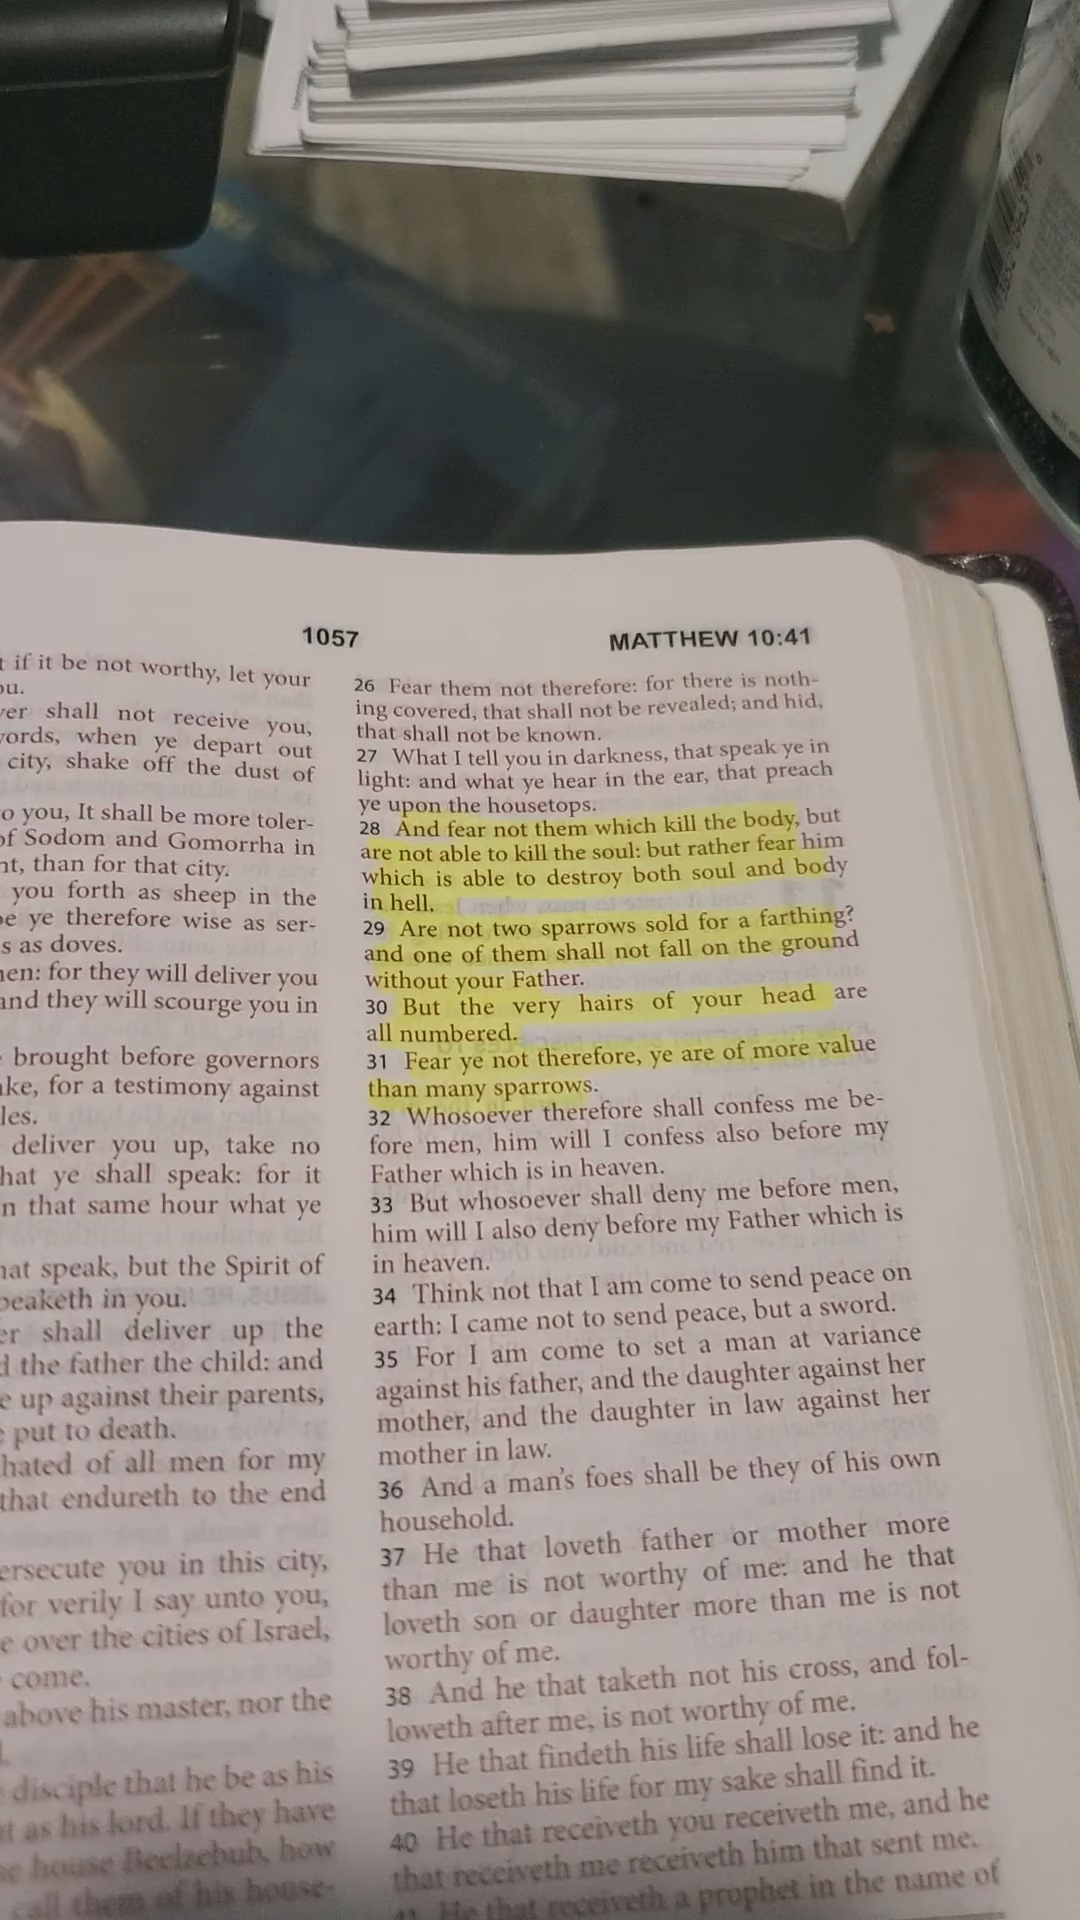 1057
MATTHEW 10:41
if it be not worthy, let your
shall not receive you,
when ye depart out
city, shake off the dust of
you, It shall be more toler-
of Sodom and Gomorrha in
than for that city.
you forth as sheep in the
ye therefore wise as ser-
as doves.
for they will deliver you
and they will scourge you in
brought before governors
for a testimony against
deliver you up, take no
ye shall speak: for it
that same hour what ye
speak, but the Spirit of
in you.
shall deliver up the
the father the child: and
up against their parents,
put to death.
hated of all men for my
that endureth to the end
you in this city,
for verily I say unto you,
over the cities of Israel,
come.
above his master, nor the
disciple that he be as his
as his lord. If they have
house Beelzebub, how
call them of his house-
26 Fear them not therefore: for there is noth-
ing covered, that shall not be revealed; and hid,
that shall not be known.
27 What I tell you in darkness, that speak ye in
light: and what ye hear in the ear, that preach
ye upon the housetops.
28 And fear not them which kill the body, but
are not able to kill the soul: but rather fear him
which is able to destroy both soul and body
in hell.
29 Are not two sparrows sold for a farthing?
and one of them shall not fall on the ground
without your Father.
30 But the very hairs of your head are
all numbered.
31 Fear ye not therefore, ye are of more value
than many sparrows.
32 Whosoever therefore shall confess me be-
fore men, him will I confess also before my
Father which is in heaven.
33 But whosoever shall deny me before men,
him will I also deny before my Father which is
in heaven.
34 Think not that I am come to send peace on
earth: I came not to send peace, but a sword.
35 For I am come to set a man at variance
against his father, and the daughter against her
mother, and the daughter in law against her
mother in law.
36 And a man's foes shall be they of his own
household.
37 He that loveth father or mother more
than me is not worthy of me: and he that
loveth son or daughter more than me is not
worthy of me.
38 And he that taketh not his cross, and fol-
loweth after me, is not worthy of me.
39 He that findeth his life shall lose it: and he
that loseth his life for my sake shall find it.
40 He that receiveth you receiveth me, and he
that receiveth me receiveth him that sent me.
41 He that receiveth a prophet in the name of